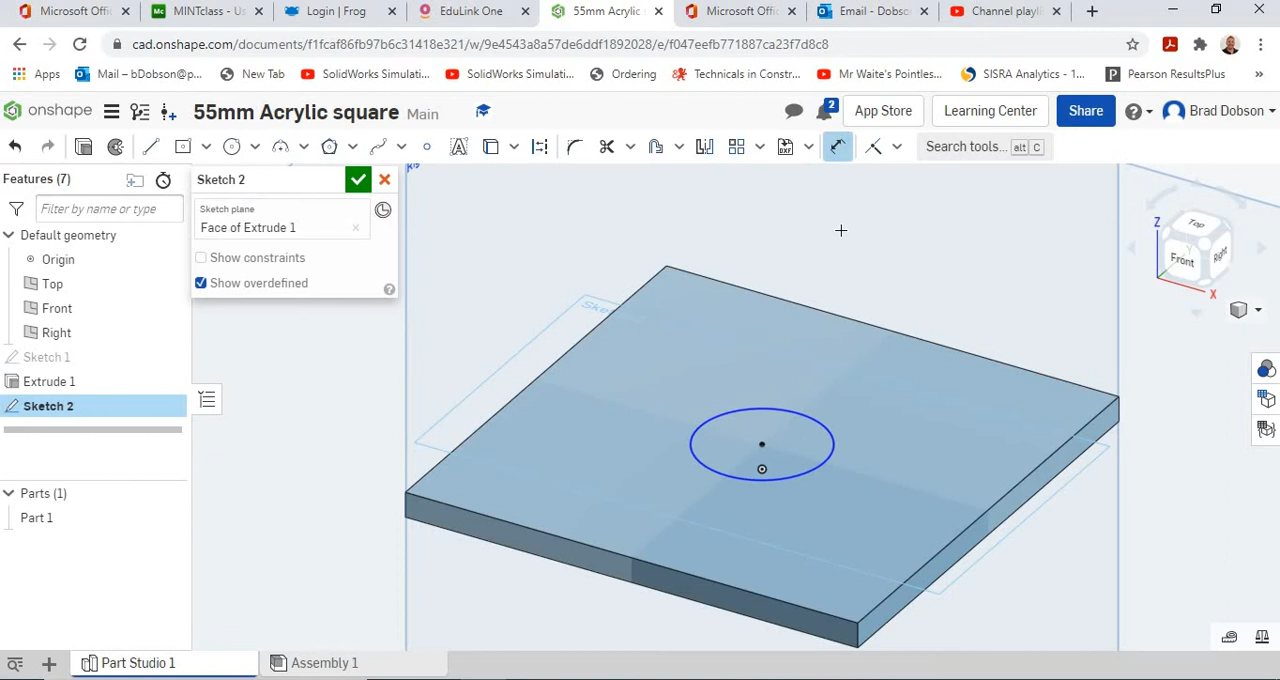 Microsoft Offic
MINTclass - Us
Login | Frog
EduLink One
55mm Acrylic
Microsoft Offic
Email - Dobson
Channel playli
cad.onshape.com/documents/f1fcaf86fb97b6c31418e321/w/9e4543ea57de6ddf1892028/e/f047eefb771887ca23f7d8c8
Apps
Mail – bDobson@p...
New Tab
SolidWorks Simulati...
SolidWorks Simulati...
Ordering
Technicals in Constr...
Mr Waite's Pointles...
SISRA Analytics - 1...
Pearson ResultsPlus
»
onshape
55mm Acrylic square Main
2
App Store
Learning Center
Share
Brad Dobson
Search tools... alt C
Features (7)
Filter by name or type
Default geometry
Origin
Top
Front
Right
Sketch 1
Extrude 1
Sketch 2
Parts (1)
Part 1
Sketch 2
Sketch plane
Face of Extrude 1
Show constraints
Show overdefined
Z
Top
Front
Right
Y
X
Part Studio 1
Assembly 1